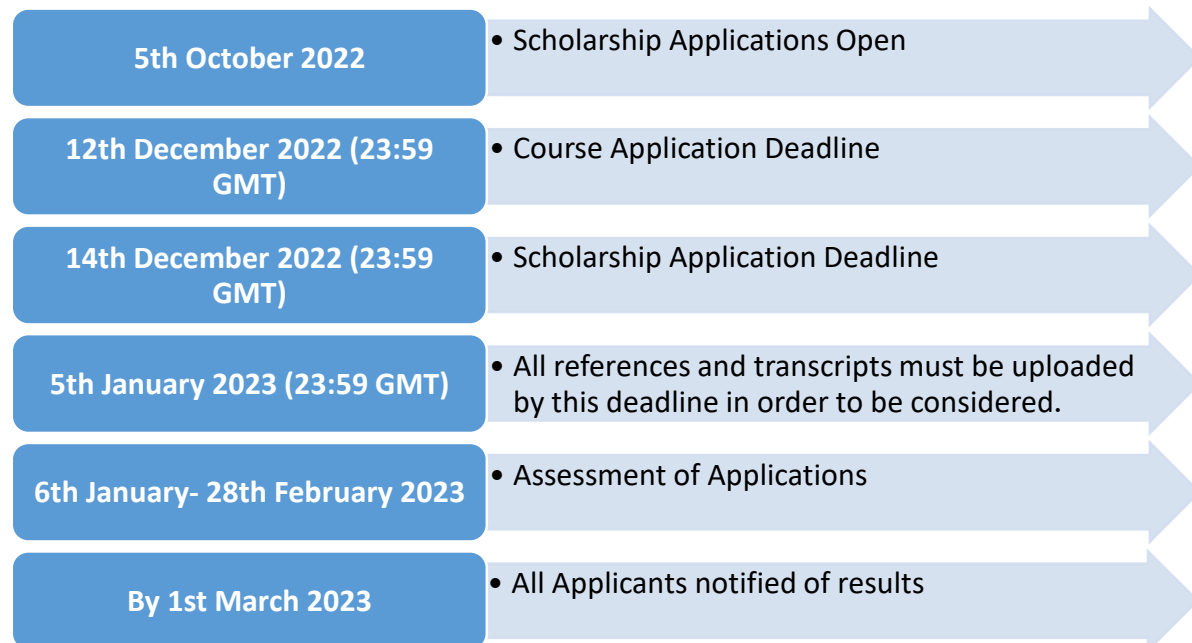 5th October 2022
• Scholarship Applications Open
12th December 2022 (23:59
GMT)
• Course Application Deadline
14th December 2022 (23:59
GMT)
• Scholarship Application Deadline
5th January 2023 (23:59 GMT)
• All references and transcripts must be uploaded
by this deadline in order to be considered.
6th January- 28th February 2023
• Assessment of Applications
By 1st March 2023
• All Applicants notified of results